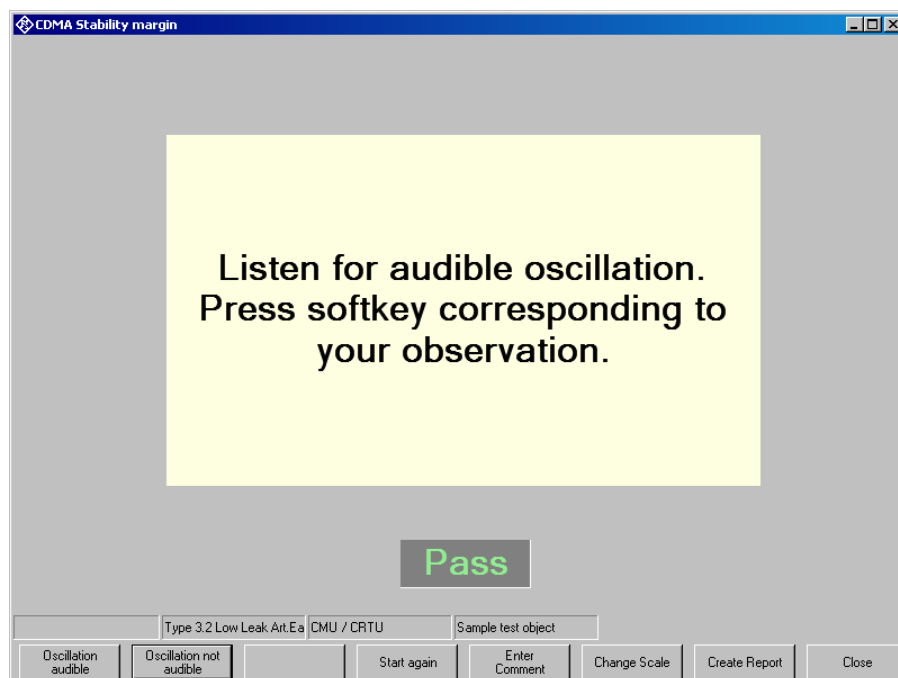 CDMA Stability margin
Listen for audible oscillation.
Press softkey corresponding to
your observation.
Pass
Type 3.2 Low Leak Art.Ea
CMU / CRTU
Sample test object
Oscillation
audible
Oscillation not
audible
Start again
Enter
Comment
Change Scale
Create Report
Close